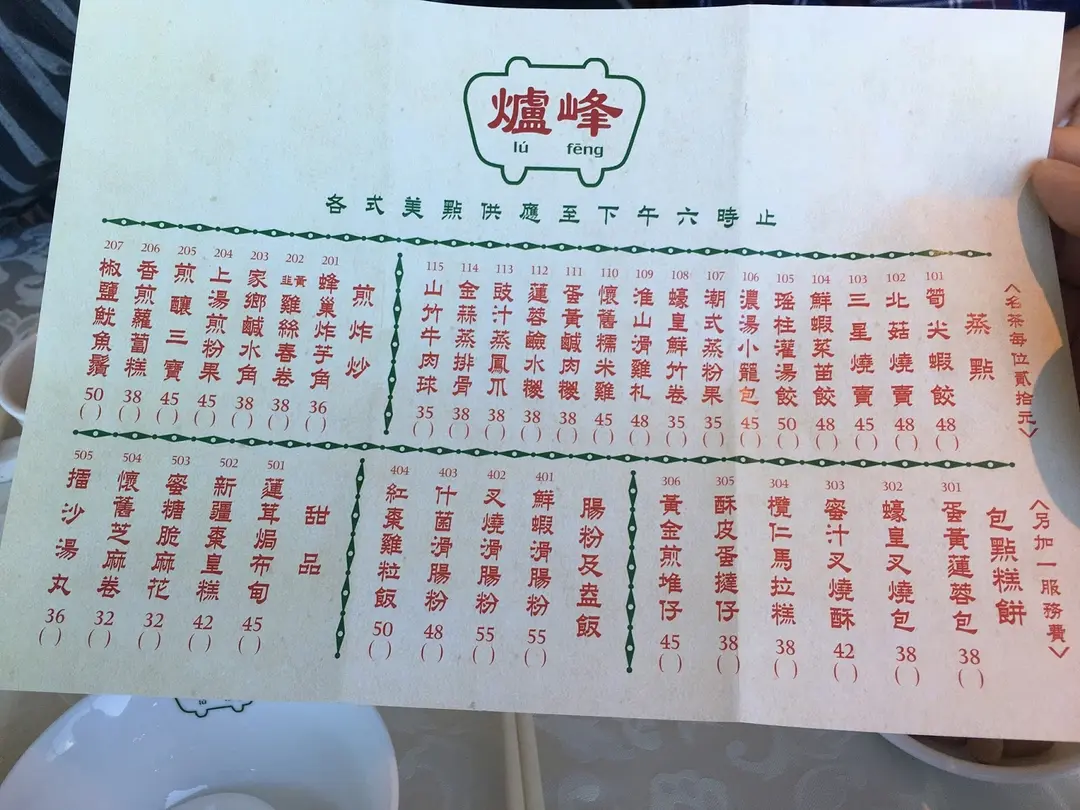 爐峰
lú fēng
各式美點供應至下午六時止
〈名茶每位貳拾元〉
〈另加一服務費〉
蒸點
101 筍尖蝦餃 48 ( )
102 北菇燒賣 48 ( )
103 三星燒賣 45 ( )
104 鮮蝦菜苗餃 48 ( )
105 瑤柱灌湯餃 50 ( )
106 濃湯小籠包 45 ( )
107 潮式蒸粉果 35 ( )
108 蠔皇鮮竹卷 35 ( )
109 淮山滑雞札 48 ( )
110 懷舊糯米雞 45 ( )
111 蛋黃鹹肉糉 38 ( )
112 蓮蓉鹼水糉 38 ( )
113 豉汁蒸鳳爪 38 ( )
114 金蒜蒸排骨 38 ( )
115 山竹牛肉球 35 ( )
煎炸炒
201 蜂巢炸芋角 36 ( )
202 韭黃雞絲春卷 38 ( )
203 家鄉鹹水角 38 ( )
204 上湯煎粉果 45 ( )
205 煎釀三寶 45 ( )
206 香煎蘿蔔糕 38 ( )
207 椒鹽魷魚鬚 50 ( )
包點糕餅
301 蛋黃蓮蓉包 38 ( )
302 蠔皇叉燒包 38 ( )
303 蜜汁叉燒酥 42 ( )
304 欖仁馬拉糕 38 ( )
305 酥皮蛋撻仔 38 ( )
306 黃金煎堆仔 45 ( )
腸粉及盅飯
401 鮮蝦滑腸粉 55 ( )
402 叉燒滑腸粉 55 ( )
403 什菌滑腸粉 48 ( )
404 紅棗雞粒飯 50 ( )
甜品
501 蓮茸焗布甸 45 ( )
502 新疆棗皇糕 42 ( )
503 蜜糖脆麻花 32 ( )
504 懷舊芝麻卷 32 ( )
505 擂沙湯丸 36 ( )